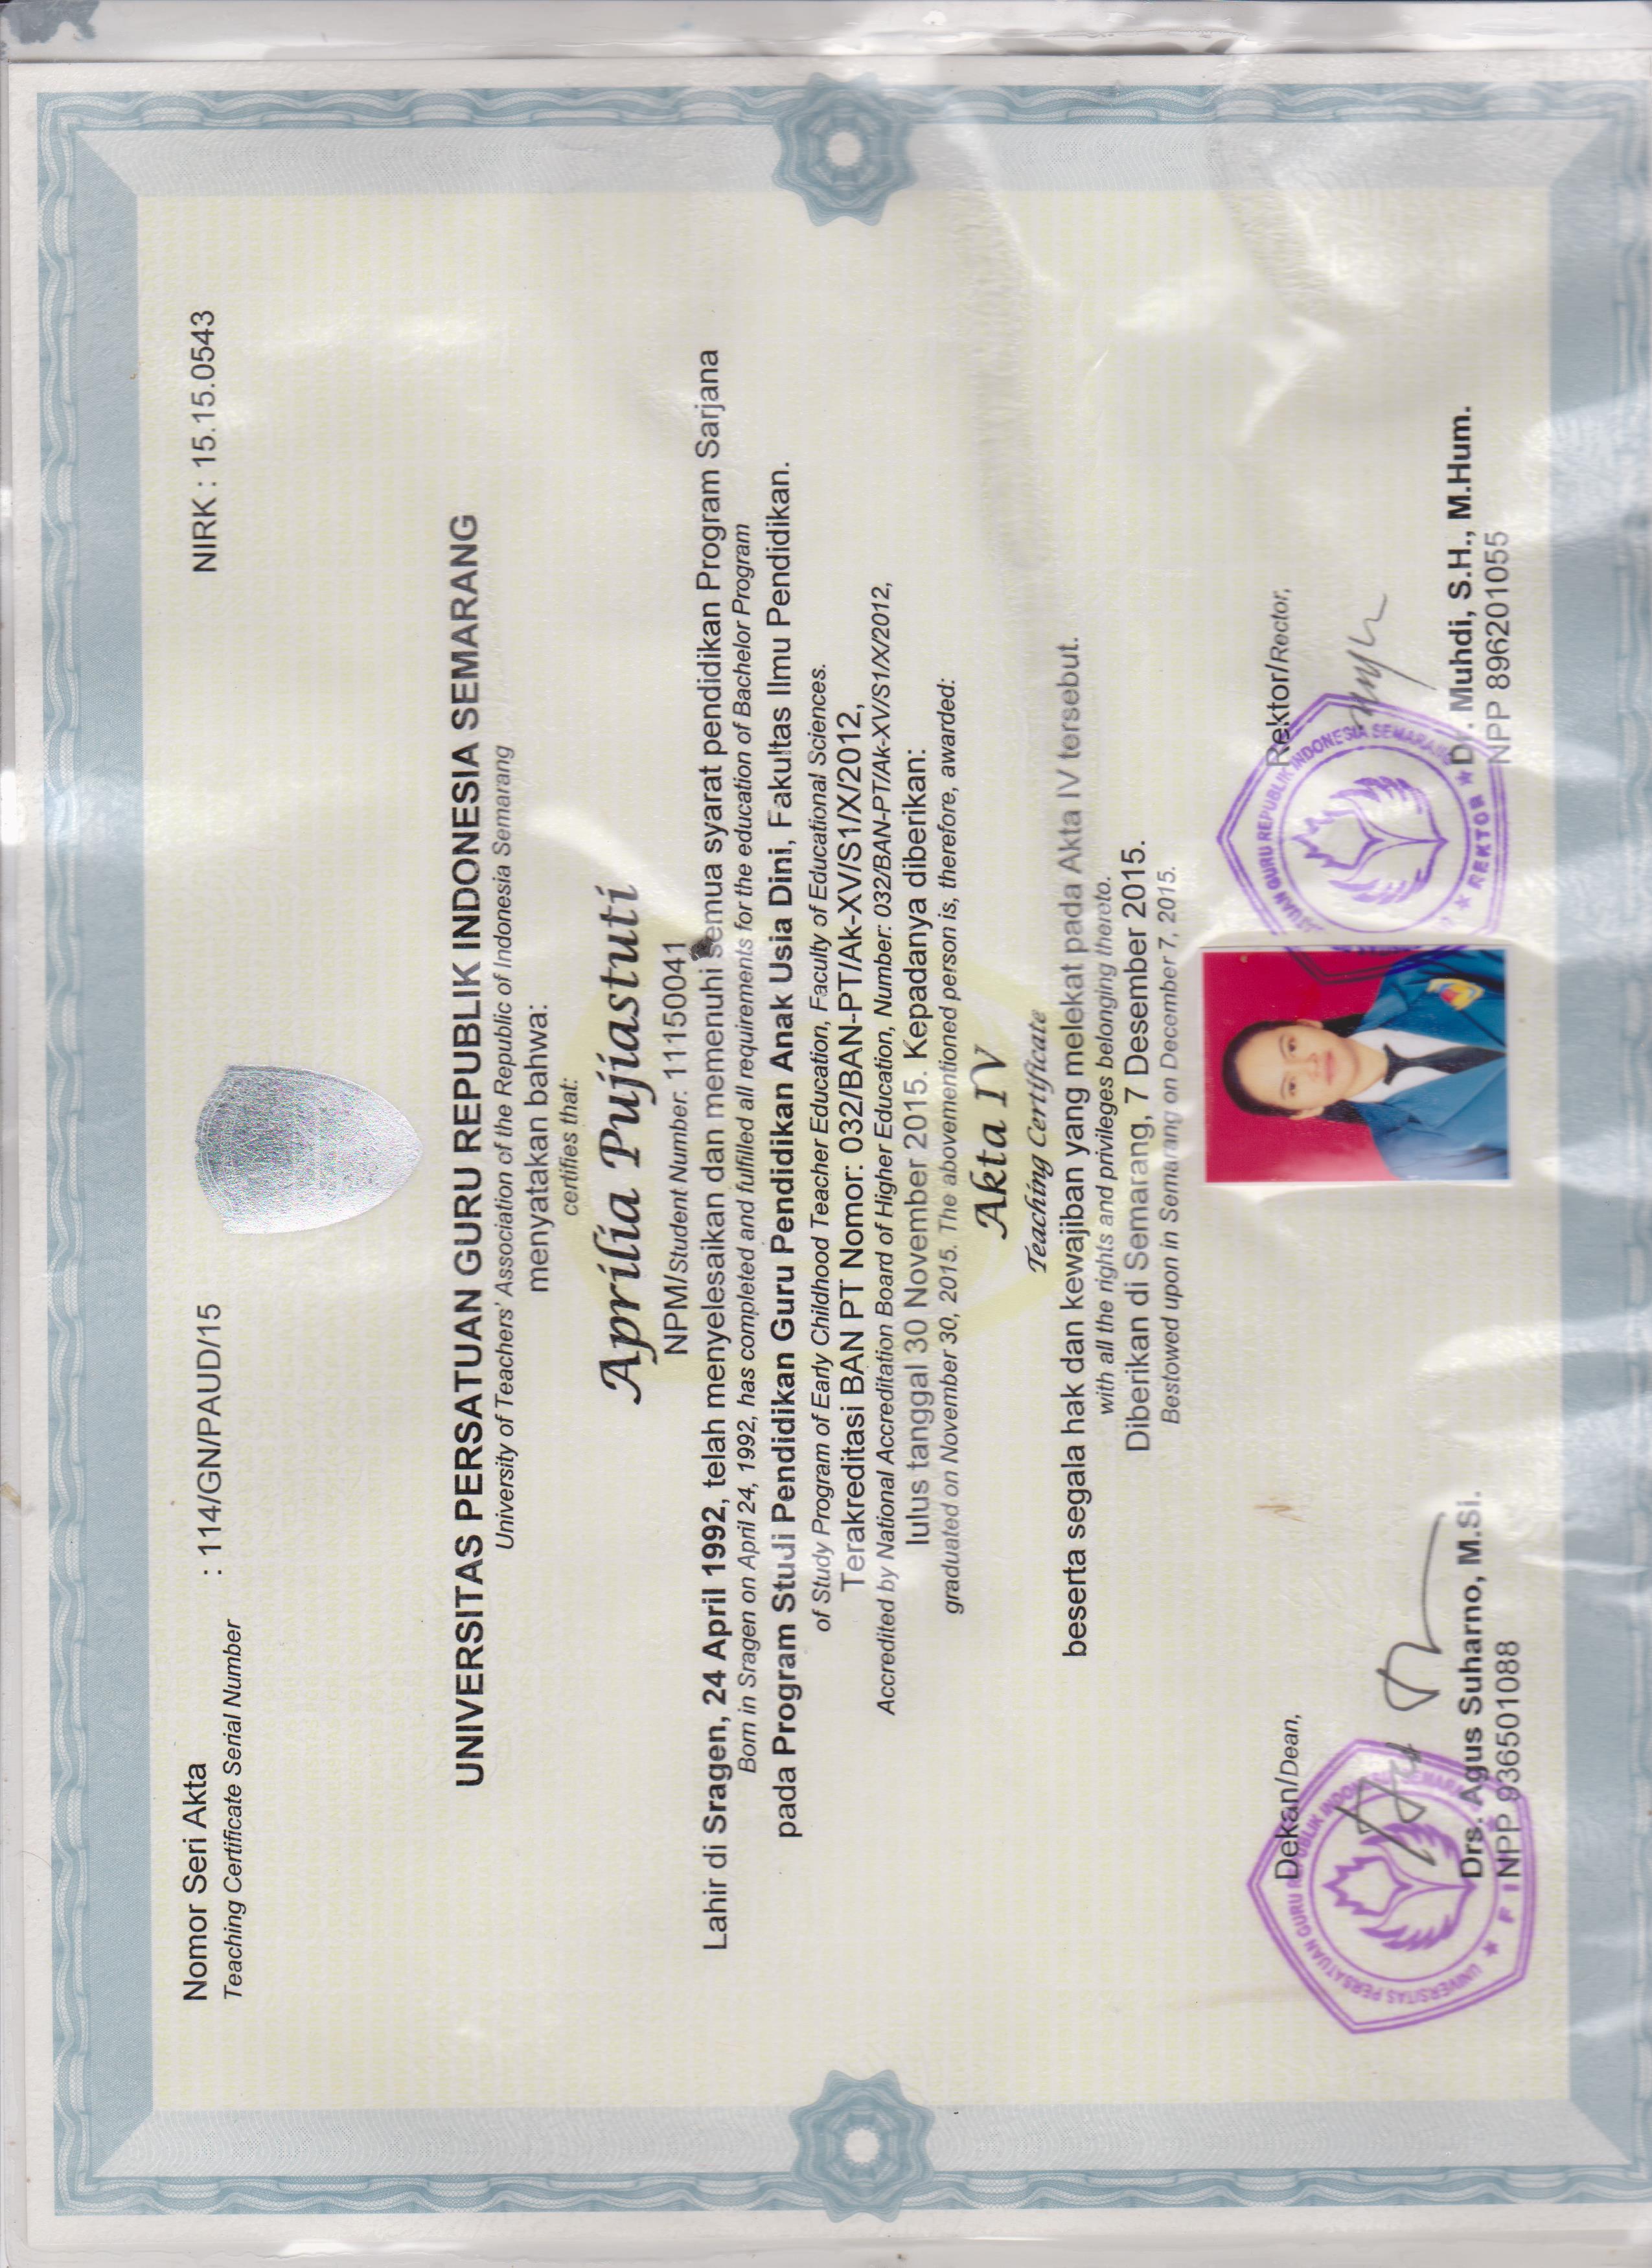 Nomor Seri Akta : 114/GN/PAUD/15
Teaching Certificate Serial Number
NIRK : 15.15.0543
UNIVERSITAS PERSATUAN GURU REPUBLIK INDONESIA SEMARANG
University of Teachers' Association of the Republic of Indonesia Semarang
menyatakan bahwa:
certifies that:
Aprilia Pujiastuti
NPM/Student Number. 11150041
Lahir di Sragen, 24 April 1992, telah menyelesaikan dan memenuhi semua syarat pendidikan Program Sarjana
Born in Sragen on April 24, 1992, has completed and fulfilled all requirements for the education of Bachelor Program
pada Program Studi Pendidikan Guru Pendidikan Anak Usia Dini, Fakultas Ilmu Pendidikan.
of Study Program of Early Childhood Teacher Education, Faculty of Educational Sciences.
Terakreditasi BAN PT Nomor: 032/BAN-PT/Ak-XV/S1/X/2012,
Accredited by National Accreditation Board of Higher Education, Number: 032/BAN-PT/Ak-XV/S1/X/2012,
lulus tanggal 30 November 2015. Kepadanya diberikan:
graduated on November 30, 2015. The abovementioned person is, therefore, awarded:
Akta IV
Teaching Certificate
beserta segala hak dan kewajiban yang melekat pada Akta IV tersebut.
with all the rights and privileges belonging thereto.
Diberikan di Semarang, 7 Desember 2015.
Bestowed upon in Semarang on December 7, 2015.
Dekan/Dean,
UNIVERSITAS PERSATUAN GURU REPUBLIK INDONESIA SEMARANG
Drs. Agus Suharno, M.Si.
NPP 936501088
Rektor/Rector,
GURU REPUBLIK INDONESIA SEMARANG
REKTOR
Dr. Muhdi, S.H., M.Hum.
NPP 896201055